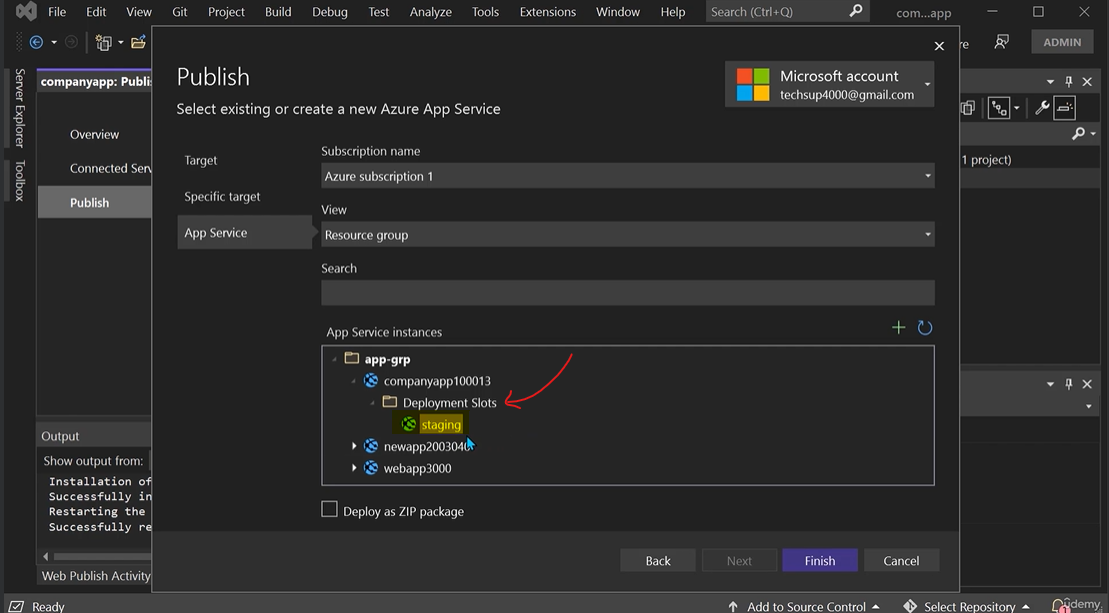 File Edit View Git Project Build Debug Test Analyze Tools Extensions Window Help Search (Ctrl+Q) com...app
ADMIN
Server Explorer
Toolbox
companyapp: Publi
Overview
Connected Serv
Publish
Publish
Select existing or create a new Azure App Service
Microsoft account
techsup4000@gmail.com
Target
Specific target
App Service
Subscription name
Azure subscription 1
View
Resource group
Search
App Service instances
app-grp
companyapp100013
Deployment Slots
staging
newapp2003040
webapp3000
Deploy as ZIP package
Back Next Finish Cancel
1 project)
Output
Show output from:
Installation of
Successfully in
Restarting the
Successfully re
Web Publish Activity
Ready
Add to Source Control
Select Repository
1
ûdemy